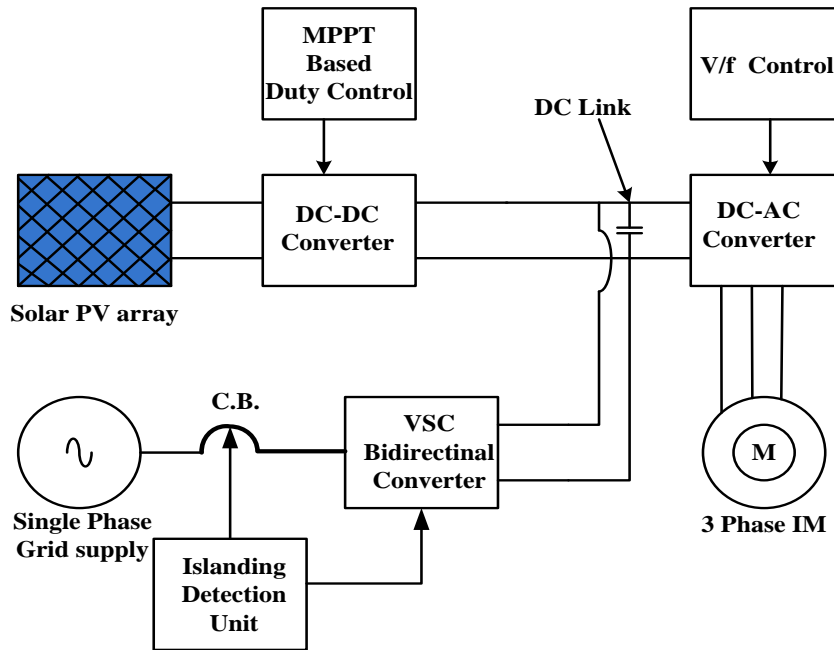 MPPT
Based
Duty Control
V/f Control
DC Link
DC-DC
Converter
DC-AC
Converter
Solar PV array
C.B.
VSC
Bidirectinal
Converter
M
Single Phase
Grid supply
3 Phase IM
Islanding
Detection
Unit